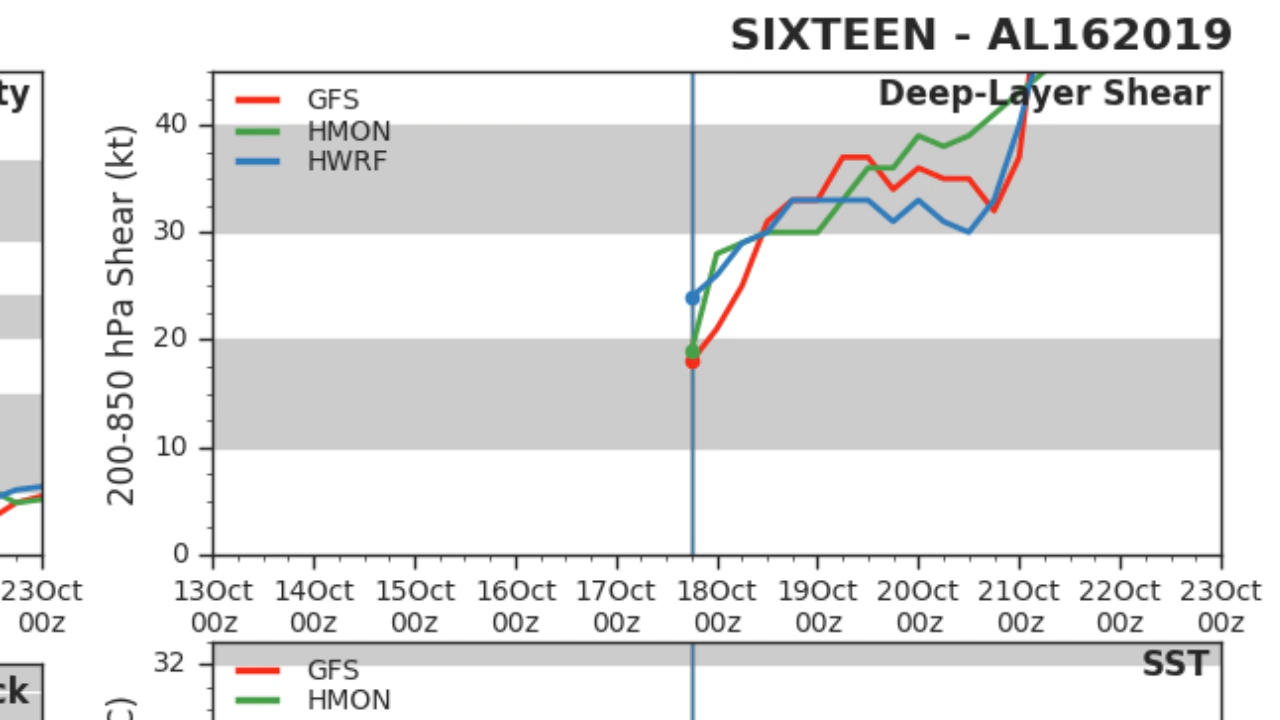 SIXTEEN - AL162019
ty
Deep-Layer Shear
GFS
HMON
HWRF
200-850 hPa Shear (kt)
40
30
20
10
0
23Oct 13Oct 14Oct 15Oct 16Oct 17Oct 18Oct 19Oct 20Oct 21Oct 22Oct 23Oct
00z 00z 00z 00z 00z 00z 00z 00z 00z 00z 00z 00z
ck
32
GFS
HMON
SST
C)